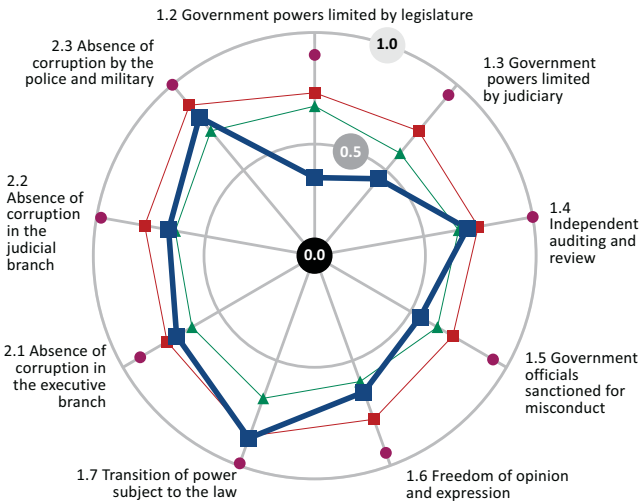 1.2 Government powers limited by legislature
1.0
2.3 Absence of
corruption by the
police and military
1.3 Government
powers limited
by judiciary
0.5
2.2
Absence of
corruption
in the
judicial
branch
1.4
Independent
auditing and
review
0.0
2.1 Absence of
corruption in
the executive
branch
1.5 Government
officials
sanctioned for
misconduct
1.7 Transition of power
subject to the law
1.6 Freedom of opinion
and expression